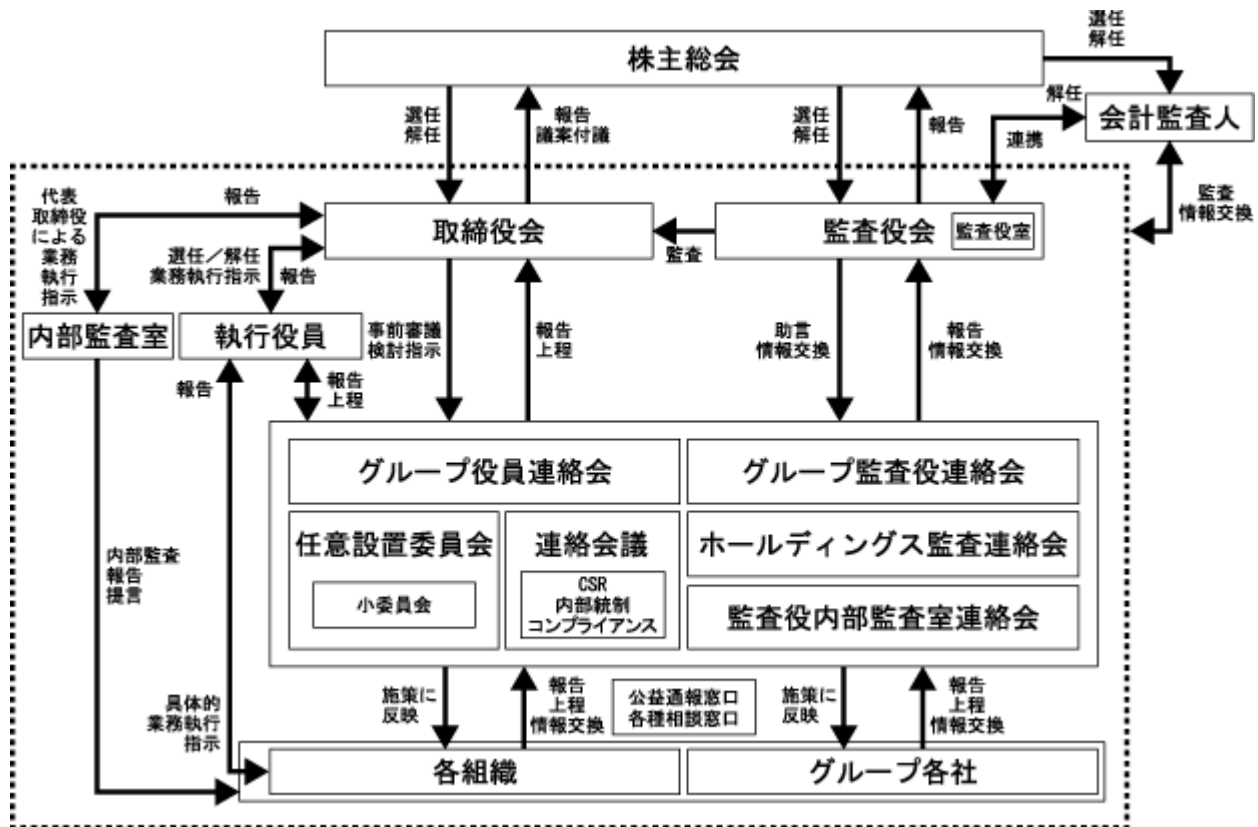 選任
解任
株主総会
解任
会計監査人
選任
解任
報告
議案付議
選任
解任
報告
連携
監査
情報交換
代表
取締役
による
業務
執行
指示
報告
取締役会
監査
監査役会
監査役室
選任／解任
業務執行指示
報告
内部監査室
執行役員
事前審議
検討指示
報告
上程
助言
情報交換
報告
情報交換
報告
報告
上程
グループ役員連絡会
グループ監査役連絡会
任意設置委員会
小委員会
連絡会議
CSR
内部統制
コンプライアンス
ホールディングス監査連絡会
監査役内部監査室連絡会
内部監査
報告
提言
具体的
業務執行
指示
施策に
反映
報告
上程
情報交換
公益通報窓口
各種相談窓口
施策に
反映
報告
上程
情報交換
各組織
グループ各社